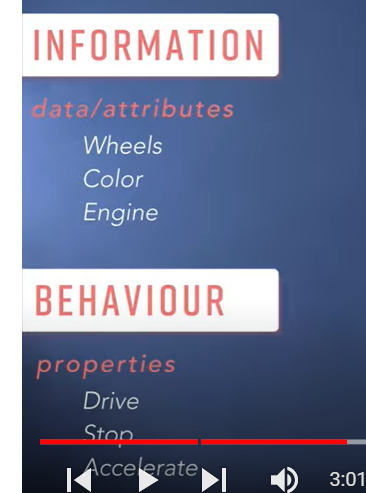 INFORMATION
data/attributes
Wheels
Color
Engine
BEHAVIOUR
properties
Drive
Stop
Accelerate
3:01